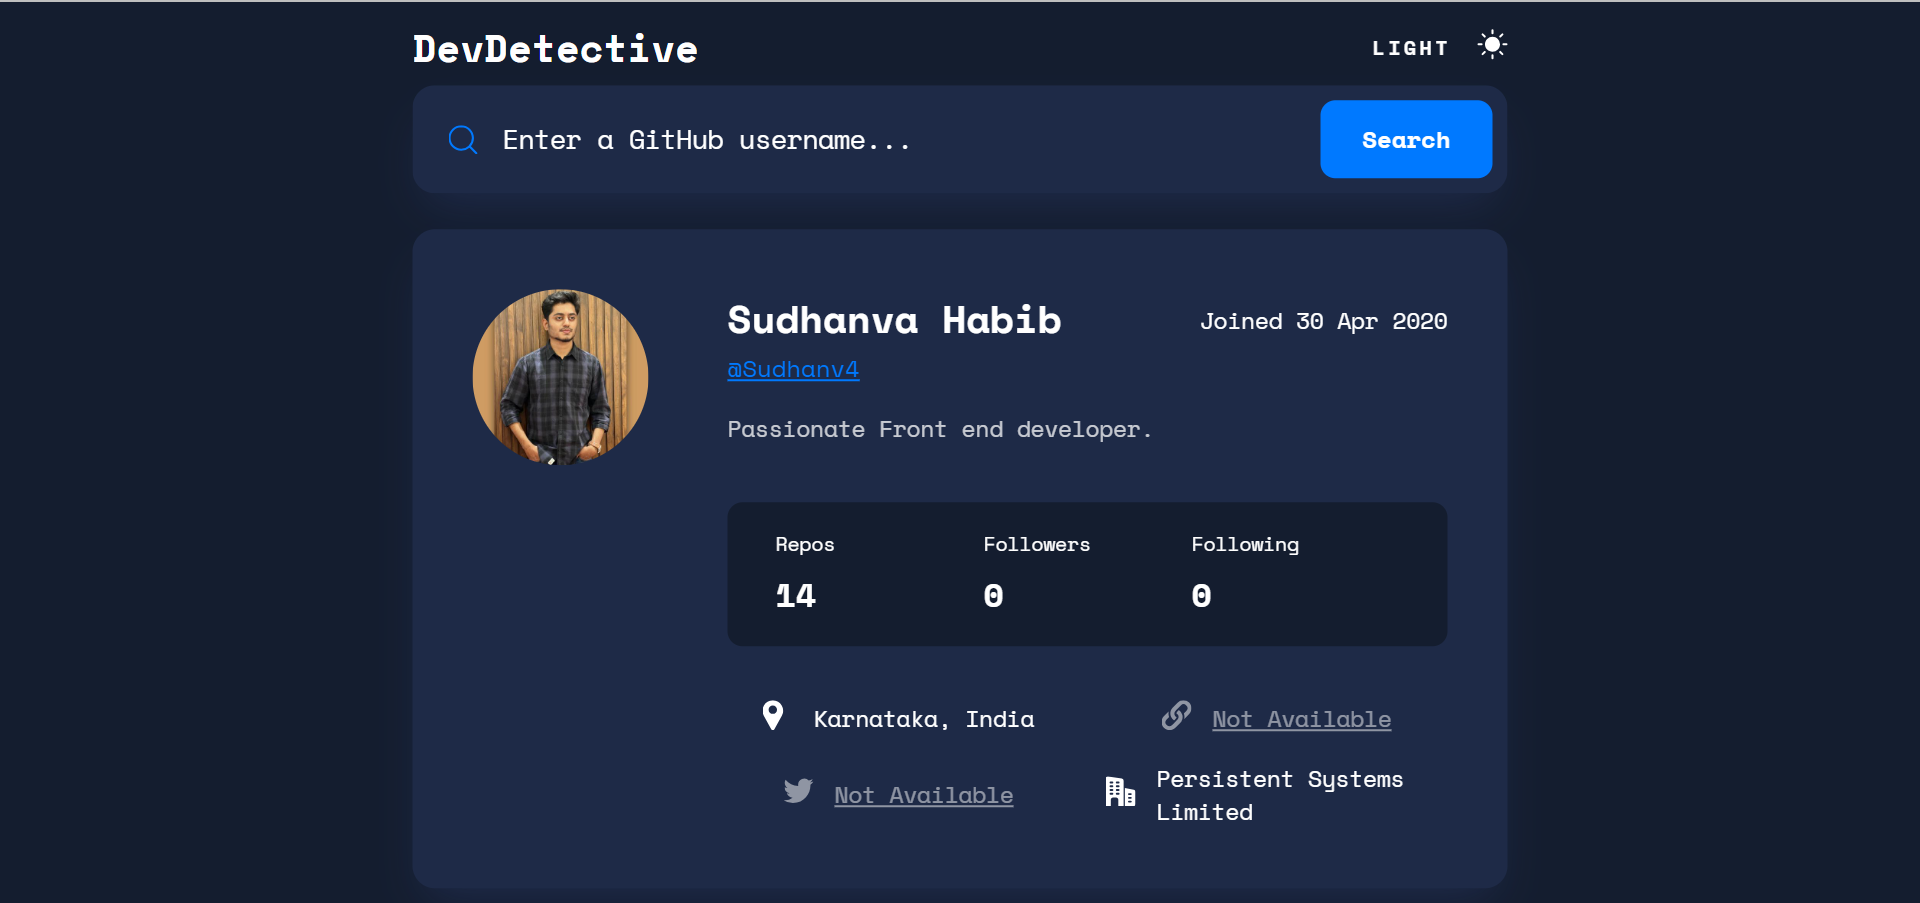 DevDetective
LIGHT
Enter a GitHub username...
Search
Sudhanva Habib
Joined 30 Apr 2020
@Sudhanv4
Passionate Front end developer.
Repos
Followers
Following
14
0
0
Karnataka, India
Not Available
Not Available
Persistent Systems
Limited